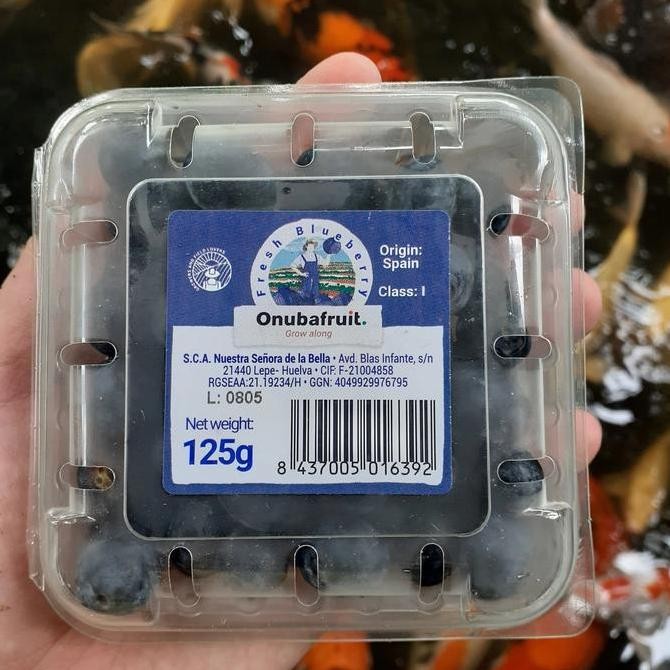 Fresh Blueberry
Origin:
Spain
Class: I
Onubafruit.
Grow along
S.C.A. Nuestra Señora de la Bella • Avd. Blas Infante, s/n
21440 Lepe- Huelva • CIF. F-21004858
RGSEAA:21.19234/H • GGN: 4049929976795
L: 0805
Net weight:
125g
8 437005 016392